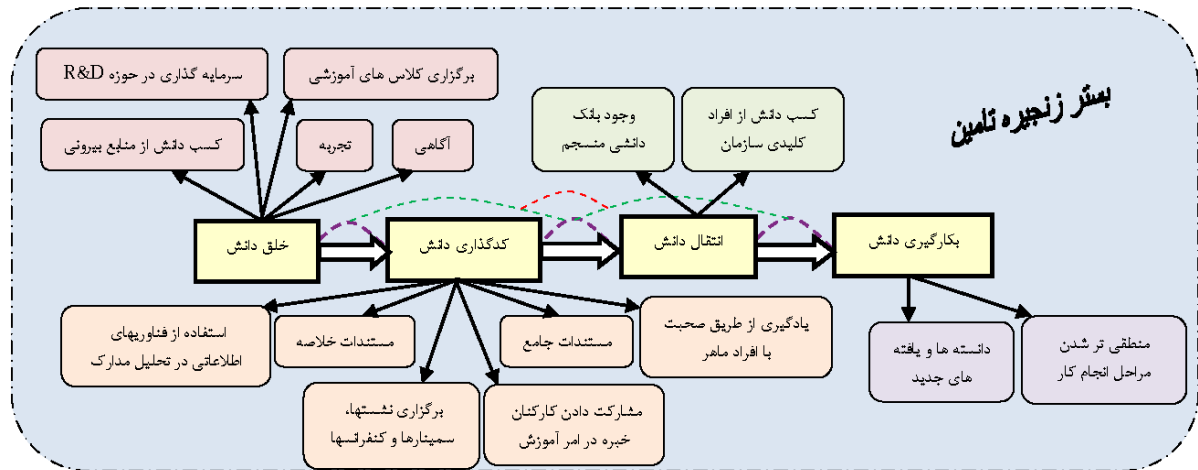 بستر زنجیره تامین
برگزاری کلاس های آموزشی
سرمایه گذاری در حوزه R&D
کسب دانش از افراد
کلیدی سازمان
وجود بانک
دانشی منسجم
آگاهی
تجربه
کسب دانش از منابع بیرونی
خلق دانش
کدگذاری دانش
انتقال دانش
بکارگیری دانش
استفاده از فناوریهای
اطلاعاتی در تحلیل مدارک
مستندات خلاصه
مستندات جامع
یادگیری از طریق صحبت
با افراد ماهر
دانسته ها و یافته
های جدید
منطقی تر شدن
مراحل انجام کار
برگزاری نشستها،
سمینارها و کنفرانسها
مشارکت دادن کارکنان
خبره در امر آموزش